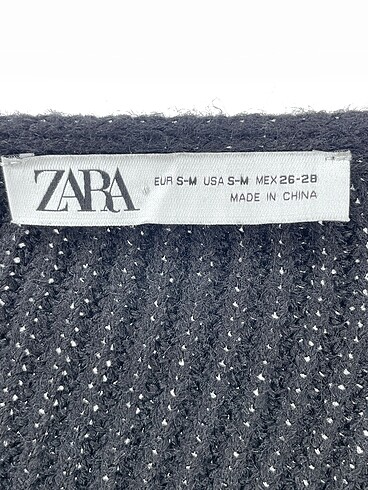 ZARA
EUR S-M USA S-M MEX 26-28
MADE IN CHINA